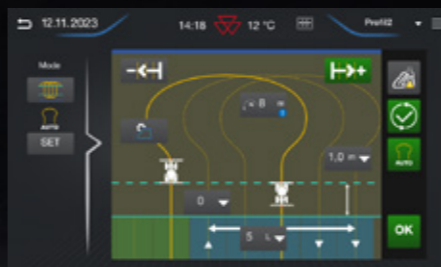 12.11.2023
14:18
12 °C
Profil2
Mode
AUTO
SET
8 m
1,0 m
0
5
AUTO
OK